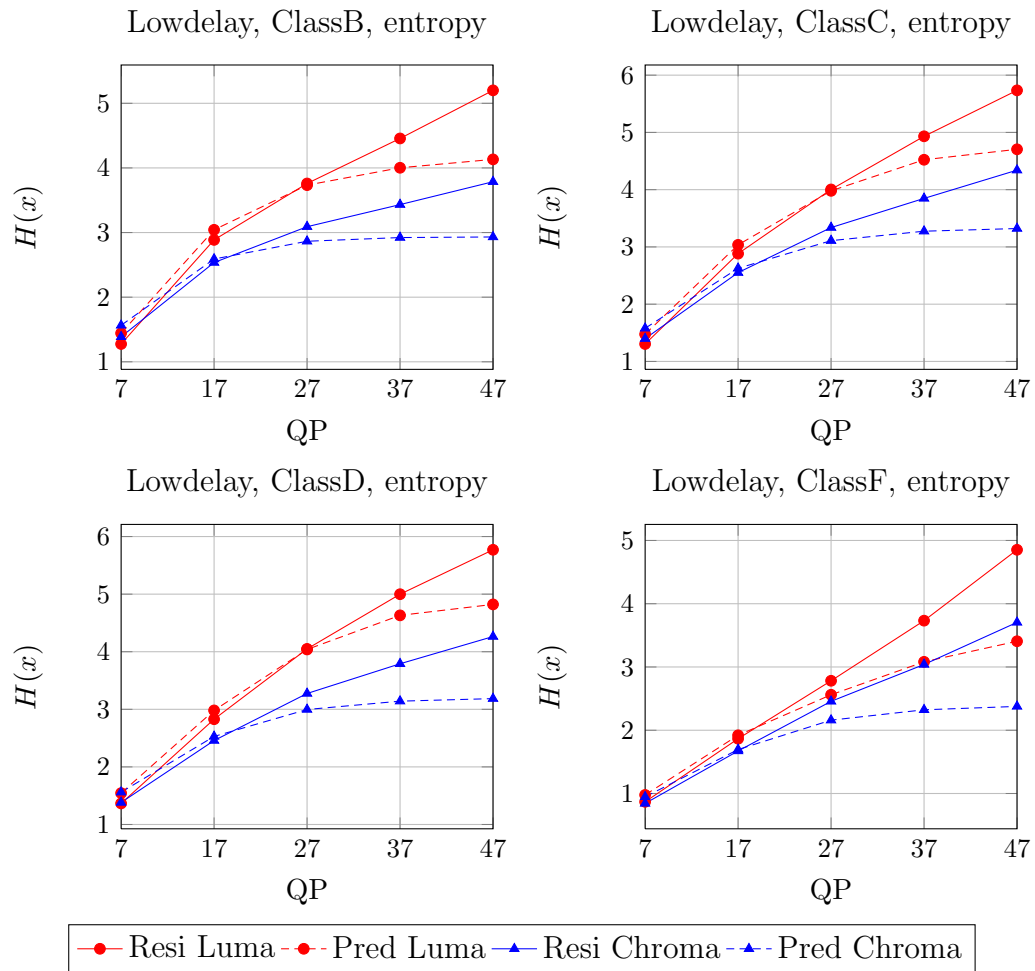 Lowdelay, ClassB, entropy
5
4
3
2
1
H(x)
7 17 27 37 47
QP
Lowdelay, ClassC, entropy
6
5
4
3
2
1
H(x)
7 17 27 37 47
QP
Lowdelay, ClassD, entropy
6
5
4
3
2
1
H(x)
7 17 27 37 47
QP
Lowdelay, ClassF, entropy
5
4
3
2
1
H(x)
7 17 27 37 47
QP
Resi Luma Pred Luma Resi Chroma Pred Chroma